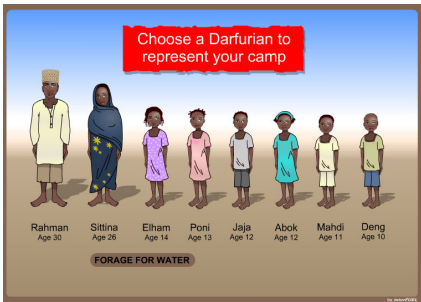 Choose a Darfurian to
represent your camp
Rahman Sittina Elham Poni Jaja Abok Mahdi Deng
Age 30 Age 26 Age 14 Age 13 Age 12 Age 12 Age 11 Age 10
FORAGE FOR WATER
by